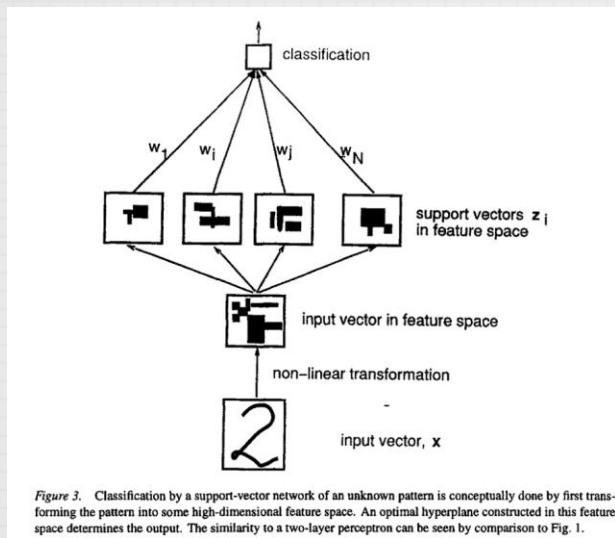 classification
w1 wi wj wN
support vectors zi
in feature space
input vector in feature space
non-linear transformation
input vector, x
2
Figure 3. Classification by a support-vector network of an unknown pattern is conceptually done by first trans-
forming the pattern into some high-dimensional feature space. An optimal hyperplane constructed in this feature
space determines the output. The similarity to a two-layer perceptron can be seen by comparison to Fig. 1.